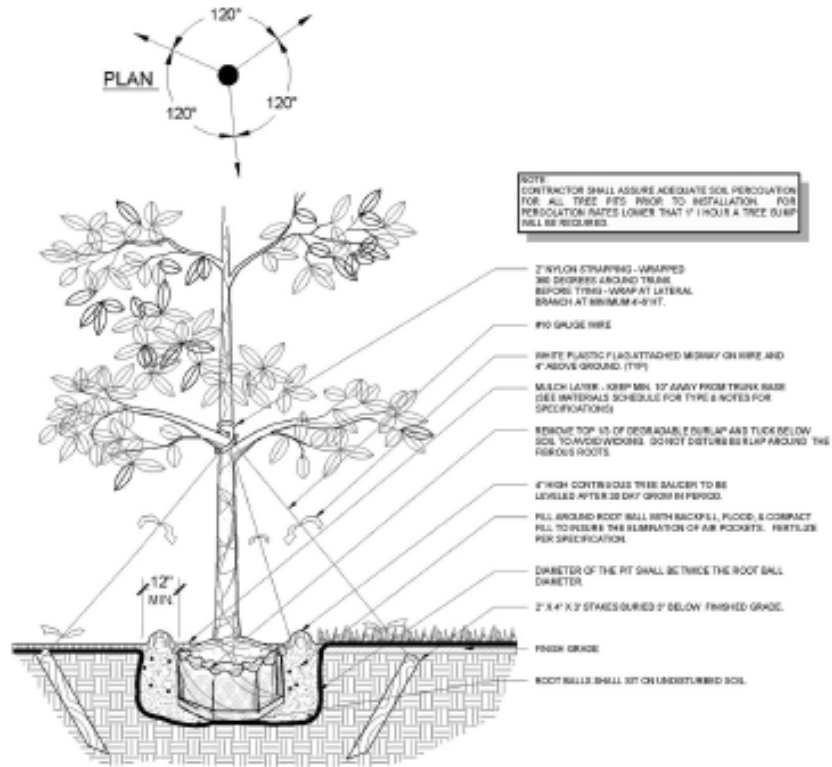 120°
PLAN
120°
120°
NOTE:
CONTRACTOR SHALL ASSURE ADEQUATE SOIL PERCOLATION
FOR ALL TREE PITS PRIOR TO INSTALLATION. FOR
PERCOLATION RATES LOWER THAT 1" / HOUR A TREE SUMP
WILL BE REQUIRED.
2" NYLON STRAPPING - WRAPPED
360 DEGREES AROUND TRUNK
BEFORE TYING - WRAP AT LATERAL
BRANCH AT MINIMUM HT.
#10 GAUGE WIRE
WHITE PLASTIC FLAG ATTACHED MIDWAY ON WIRE AND
4" ABOVE GROUND. (TYP)
MULCH LAYER - KEEP MIN. 10" AWAY FROM TRUNK BASE
(SEE MATERIALS SCHEDULE FOR TYPE & NOTES FOR
SPECIFICATIONS)
REMOVE TOP 1/3 OF DEGRADABLE BURLAP AND TUCK BELOW
SOIL TO AVOID WICKING. DO NOT DISTURB BURLAP AROUND THE
FIBROUS ROOTS.
4" HIGH CONTINUOUS TREE SAUCER TO BE
LEVELED AFTER 30 DAY GROW IN PERIOD.
FILL AROUND ROOT BALL WITH BACKFILL, FLOOD, & COMPACT
FILL TO INSURE THE ELIMINATION OF AIR POCKETS. FERTILIZE
PER SPECIFICATION.
12"
MIN.
DIAMETER OF THE PIT SHALL BE TWICE THE ROOT BALL
DIAMETER.
2" X 4" X 3' STAKES BURIED 3" BELOW FINISHED GRADE.
FINISH GRADE
ROOT BALLS SHALL SIT ON UNDISTURBED SOIL.